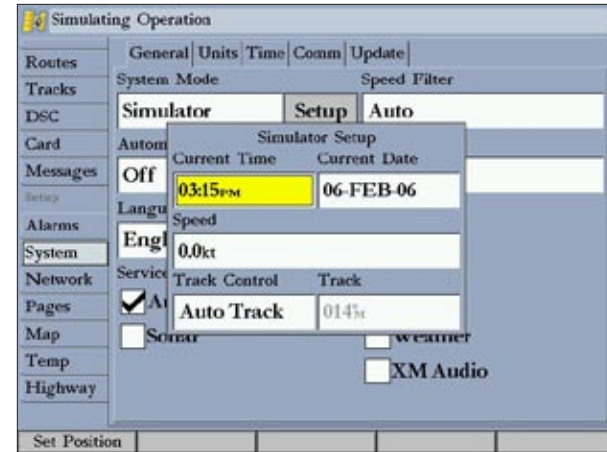 Simulating Operation
General Units Time Comm Update
Routes
Tracks
DSC
Card
Messages
Setup
Alarms
System
Network
Pages
Map
Temp
Highway
System Mode
Speed Filter
Simulator
Setup
Auto
Autom
Off
Langu
Engl
Service
Simulator Setup
Current Time
Current Date
03:15PM
06-FEB-06
Speed
0.0kt
Track Control
Track
Auto Track
014°M
Sonar
Weather
XM Audio
Set Position